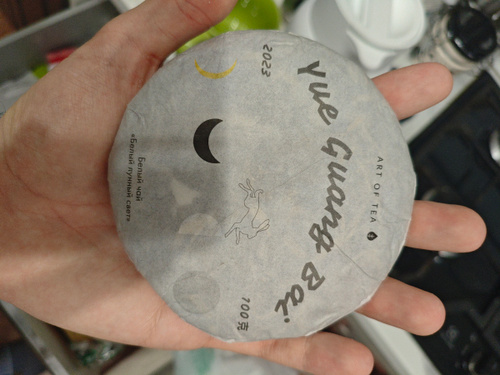 ART OF TEA
Yue Guang Bai
2023
100克
Белый чай
«Белый лунный свет»